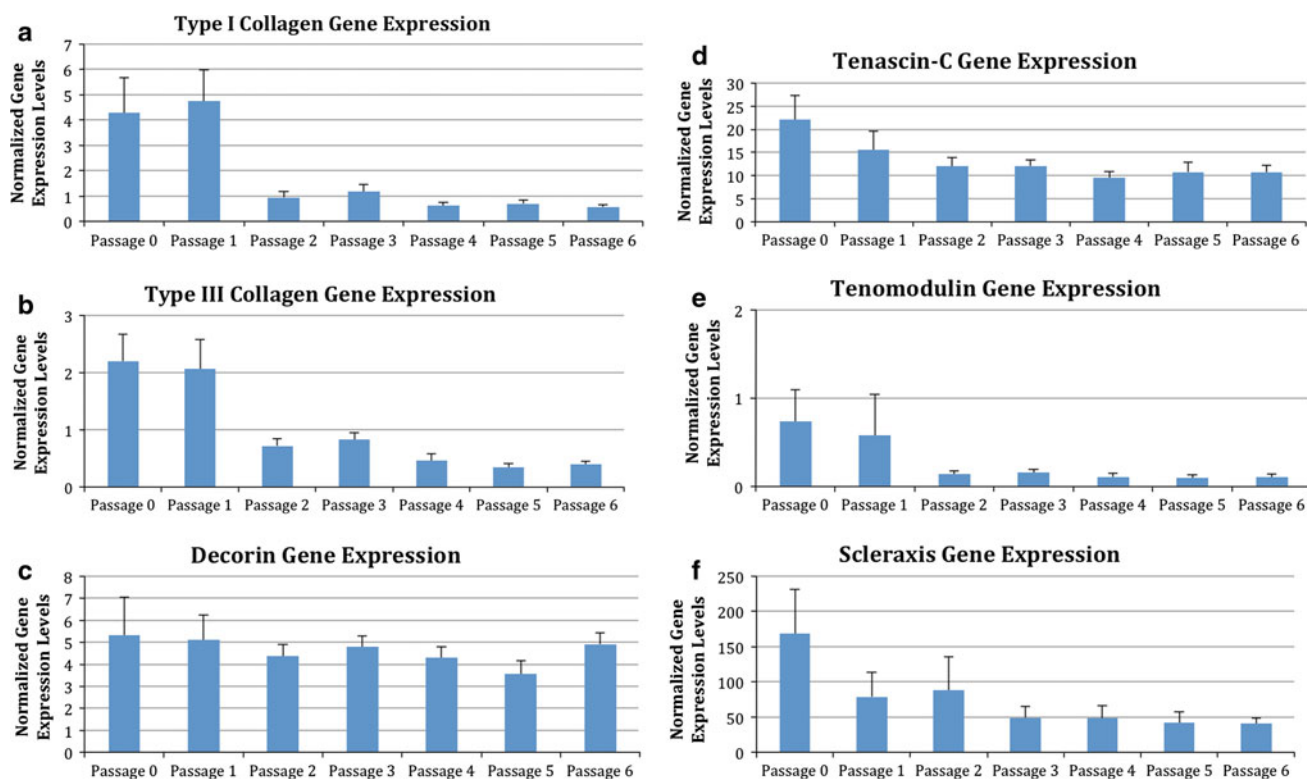 a
Type I Collagen Gene Expression
Normalized Gene
Expression Levels
7
6
5
4
3
2
1
0
Passage 0 Passage 1 Passage 2 Passage 3 Passage 4 Passage 5 Passage 6
b
Type III Collagen Gene Expression
Normalized Gene
Expression Levels
3
2
1
0
Passage 0 Passage 1 Passage 2 Passage 3 Passage 4 Passage 5 Passage 6
c
Decorin Gene Expression
Normalized Gene
Expression Levels
8
7
6
5
4
3
2
1
0
Passage 0 Passage 1 Passage 2 Passage 3 Passage 4 Passage 5 Passage 6
d
Tenascin-C Gene Expression
Normalized Gene
Expression Levels
30
25
20
15
10
5
0
Passage 0 Passage 1 Passage 2 Passage 3 Passage 4 Passage 5 Passage 6
e
Tenomodulin Gene Expression
Normalized Gene
Expression Levels
2
1
0
Passage 0 Passage 1 Passage 2 Passage 3 Passage 4 Passage 5 Passage 6
f
Scleraxis Gene Expression
Normalized Gene
Expression Levels
250
200
150
100
50
0
Passage 0 Passage 1 Passage 2 Passage 3 Passage 4 Passage 5 Passage 6